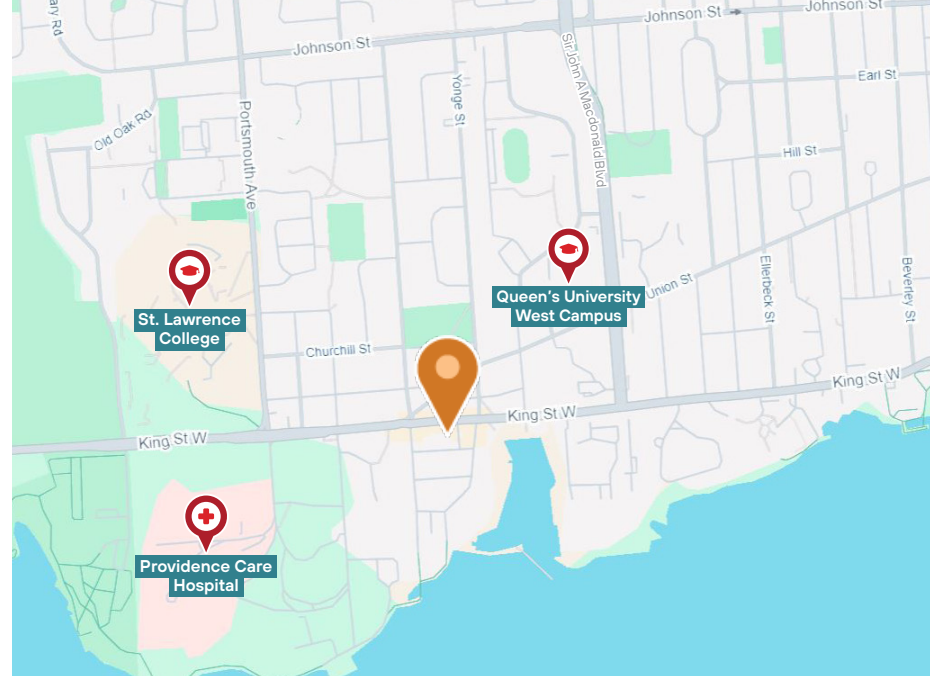 Johnson St
Johnson St
ary Rd
Johnson St
Sir John A Macdonald Blvd
Earl St
Yonge St
Portsmouth Ave
Old Oak Rd
Hill St
Union St
Ellerbeck St
Beverley St
Queen's University
West Campus
St. Lawrence
College
Churchill St
King St W
King St W
King St W
Providence Care
Hospital